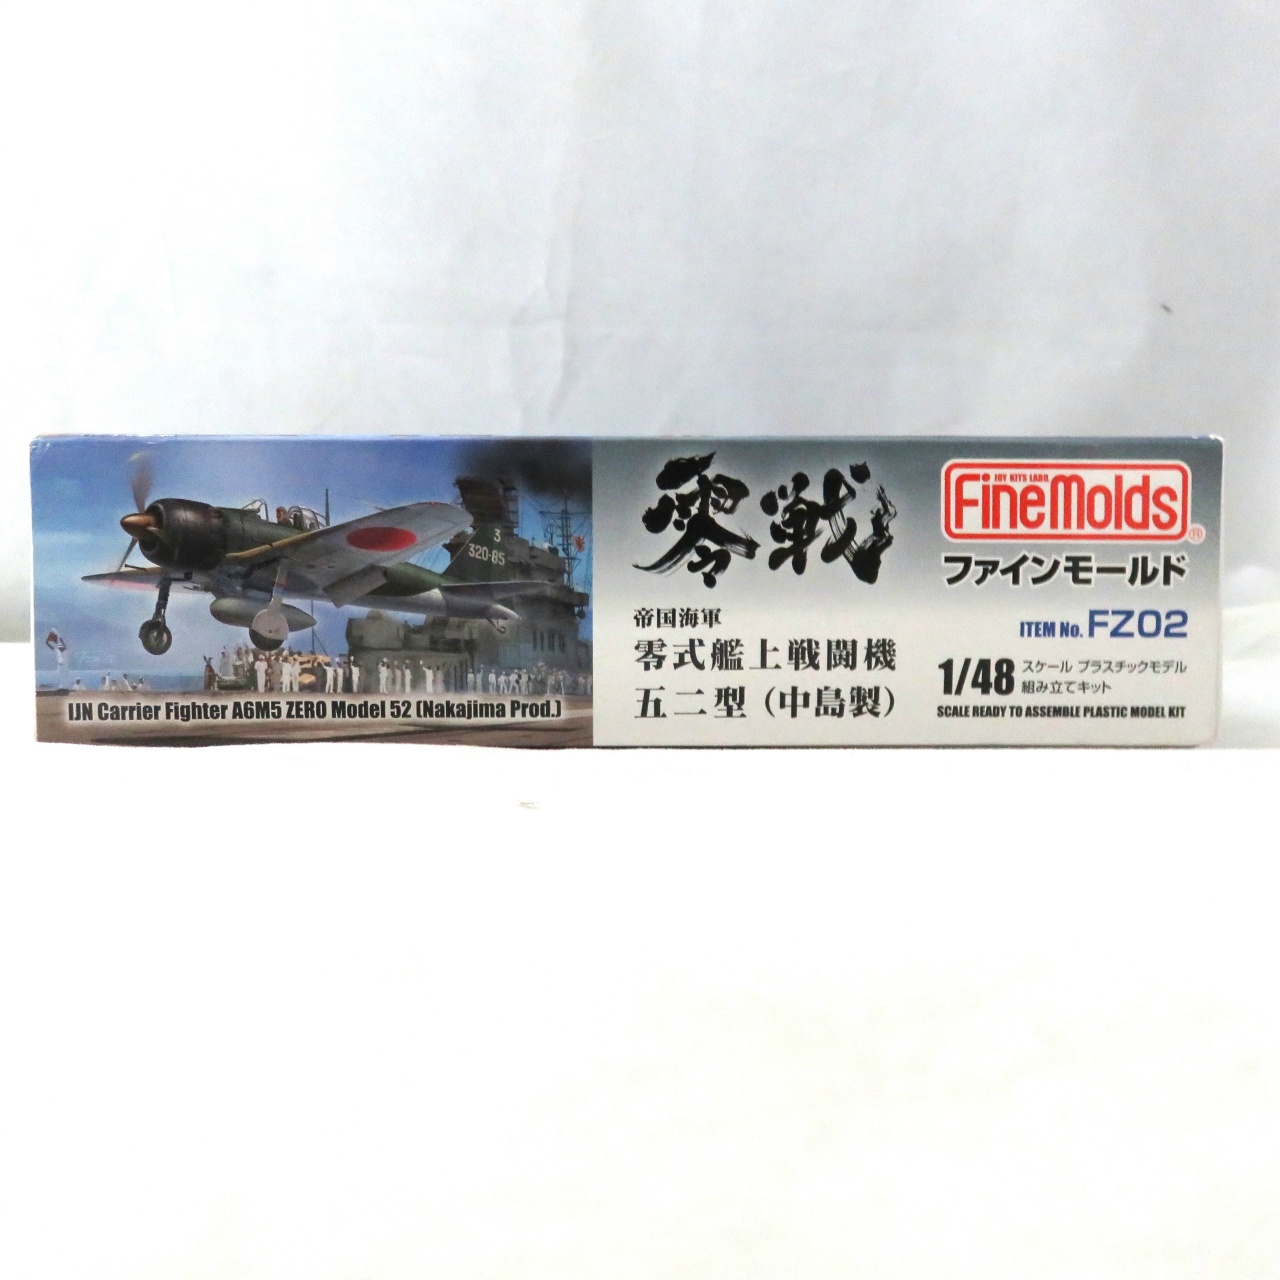 3
320-85
IJN Carrier Fighter A6M5 ZERO Model 52 (Nakajima Prod.)
零戦
帝国海軍
零式艦上戦闘機
五二型(中島製)
JOY KITS LABO.
FineMolds
®
ファインモールド
ITEM No. FZ02
1/48 スケール プラスチックモデル
組み立てキット
SCALE READY TO ASSEMBLE PLASTIC MODEL KIT